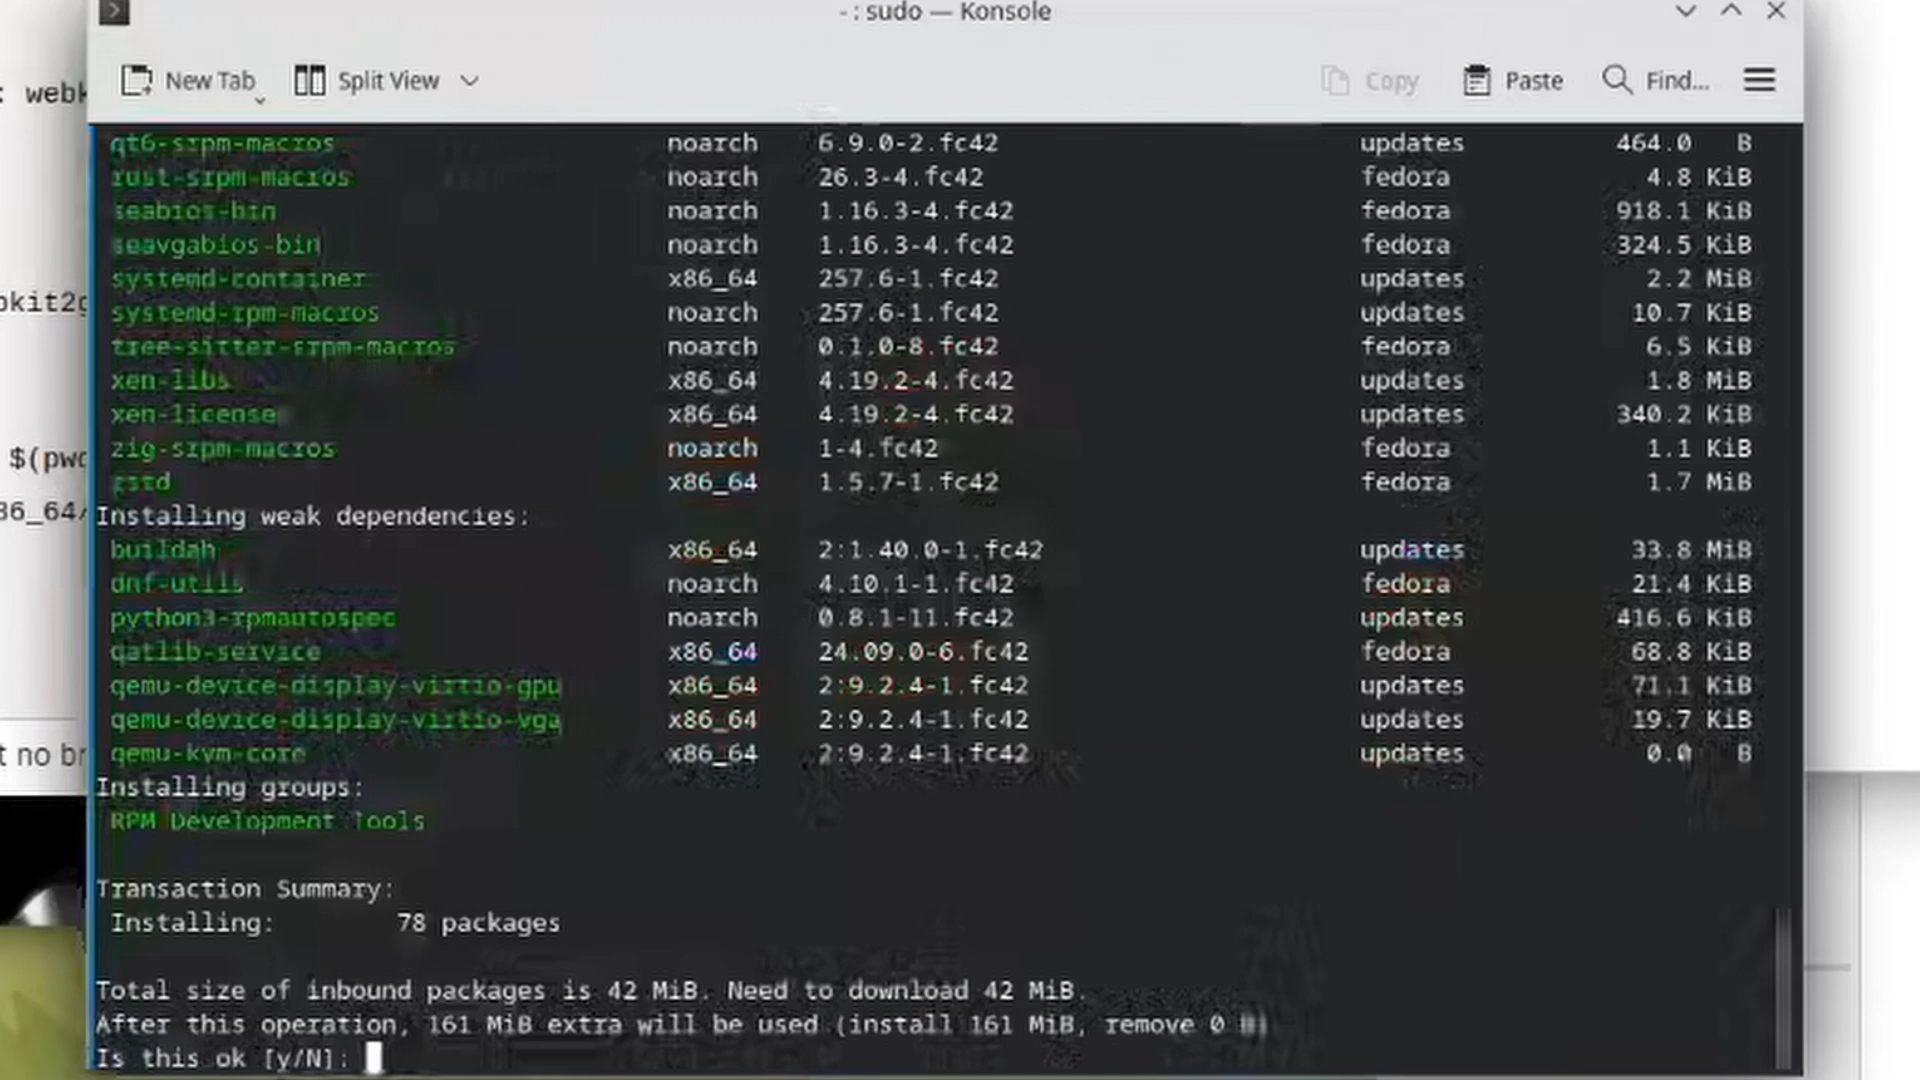 - : sudo — Konsole
New Tab Split View Copy Paste Find...
: webk
qt6-srpm-macros noarch 6.9.0-2.fc42 updates 464.0 B
rust-srpm-macros noarch 26.3-4.fc42 fedora 4.8 KiB
seabios-bin noarch 1.16.3-4.fc42 fedora 918.1 KiB
seavgabios-bin noarch 1.16.3-4.fc42 fedora 324.5 KiB
systemd-container x86_64 257.6-1.fc42 updates 2.2 MiB
okit2g
systemd-rpm-macros noarch 257.6-1.fc42 updates 10.7 KiB
tree-sitter-srpm-macros noarch 0.1.0-8.fc42 fedora 6.5 KiB
xen-libs x86_64 4.19.2-4.fc42 updates 1.8 MiB
xen-license x86_64 4.19.2-4.fc42 updates 340.2 KiB
$(pwd
zig-srpm-macros noarch 1-4.fc42 fedora 1.1 KiB
zstd x86_64 1.5.7-1.fc42 fedora 1.7 MiB
86_64/
Installing weak dependencies:
buildah x86_64 2:1.40.0-1.fc42 updates 33.8 MiB
dnf-utils noarch 4.10.1-1.fc42 fedora 21.4 KiB
python3-rpmautospec noarch 0.8.1-11.fc42 updates 416.6 KiB
qatlib-service x86_64 24.09.0-6.fc42 fedora 68.8 KiB
qemu-device-display-virtio-gpu x86_64 2:9.2.4-1.fc42 updates 71.1 KiB
qemu-device-display-virtio-vga x86_64 2:9.2.4-1.fc42 updates 19.7 KiB
t no br
qemu-kvm-core x86_64 2:9.2.4-1.fc42 updates 0.0 B
Installing groups:
RPM Development Tools
Transaction Summary:
Installing: 78 packages
Total size of inbound packages is 42 MiB. Need to download 42 MiB.
After this operation, 161 MiB extra will be used (install 161 MiB, remove 0 B)
Is this ok [y/N]: